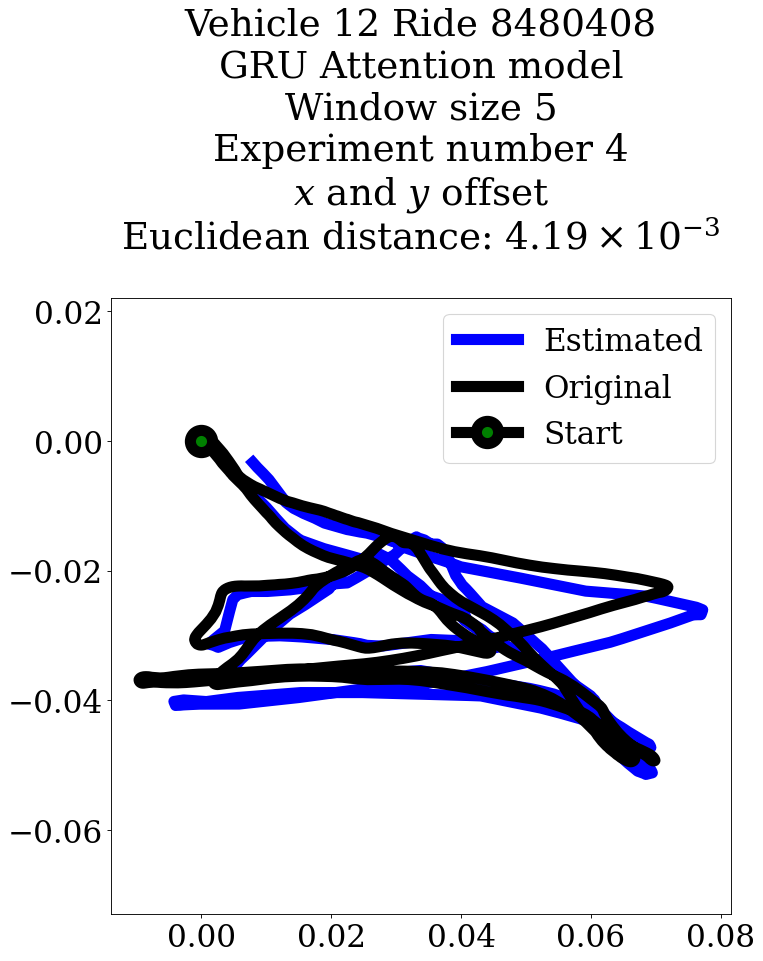 Vehicle 12 Ride 8480408
GRU Attention model
Window size 5
Experiment number 4
x and y offset
Euclidean distance: 4.19 × 10⁻³
0.02
0.00
−0.02
−0.04
−0.06
Estimated
Original
Start
0.00 0.02 0.04 0.06 0.08